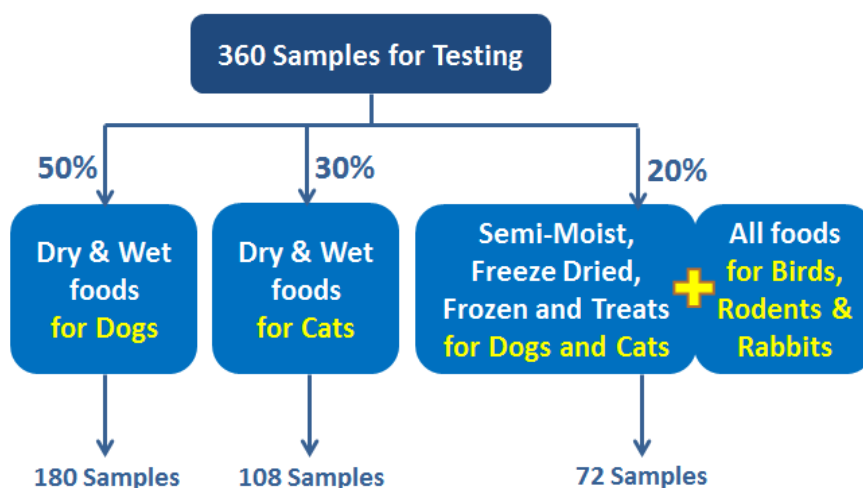 360 Samples for Testing
50%
30%
20%
Dry & Wet
foods
for Dogs
Dry & Wet
foods
for Cats
Semi-Moist,
Freeze Dried,
Frozen and Treats
for Dogs and Cats
All foods
for Birds,
Rodents &
Rabbits
180 Samples
108 Samples
72 Samples